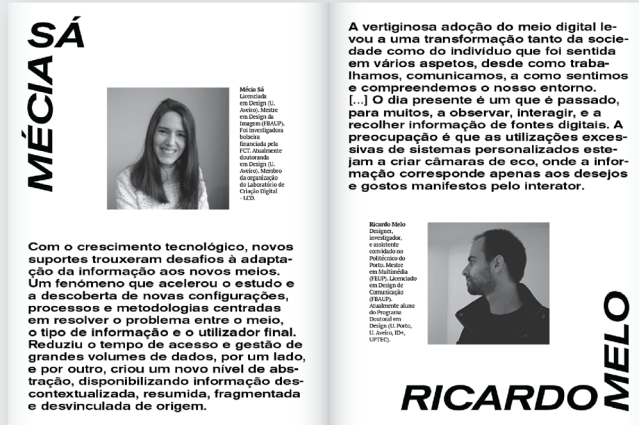 MÉCIA SÁ
Mécia Sá
Licenciada
em Design (U.
Aveiro). Mestre
em Design da
Imagem (FBAUP).
Foi investigadora
bolseira
financiada pela
FCT. Atualmente
doutoranda
em Design (U.
Aveiro). Membro
da organização
do Laboratório de
Criação Digital
- LCD.
Com o crescimento tecnológico, novos
suportes trouxeram desafios à adapta-
ção da informação aos novos meios.
Um fenómeno que acelerou o estudo e
a descoberta de novas configurações,
processos e metodologias centradas
em resolver o problema entre o meio,
o tipo de informação e o utilizador final.
Reduziu o tempo de acesso e gestão de
grandes volumes de dados, por um lado,
e por outro, criou um novo nível de abs-
tração, disponibilizando informação des-
contextualizada, resumida, fragmentada
e desvinculada de origem.
A vertiginosa adoção do meio digital le-
vou a uma transformação tanto da socie-
dade como do indivíduo que foi sentida
em vários aspetos, desde como traba-
lhamos, comunicamos, a como sentimos
e compreendemos o nosso entorno.
[...] O dia presente é um que é passado,
para muitos, a observar, interagir, e a
recolher informação de fontes digitais. A
preocupação é que as utilizações exces-
sivas de sistemas personalizados este-
jam a criar câmaras de eco, onde a infor-
mação corresponde apenas aos desejos
e gostos manifestos pelo interator.
Ricardo Melo
Designer,
investigador,
e assistente
convidado no
Politécnico do
Porto. Mestre
em Multimédia
(FEUP). Licenciado
em Design de
Comunicação
(FBAUP).
Atualmente aluno
do Programa
Doutoral em
Design (U. Porto,
U. Aveiro, ID+,
UPTEC).
RICARDO MELO